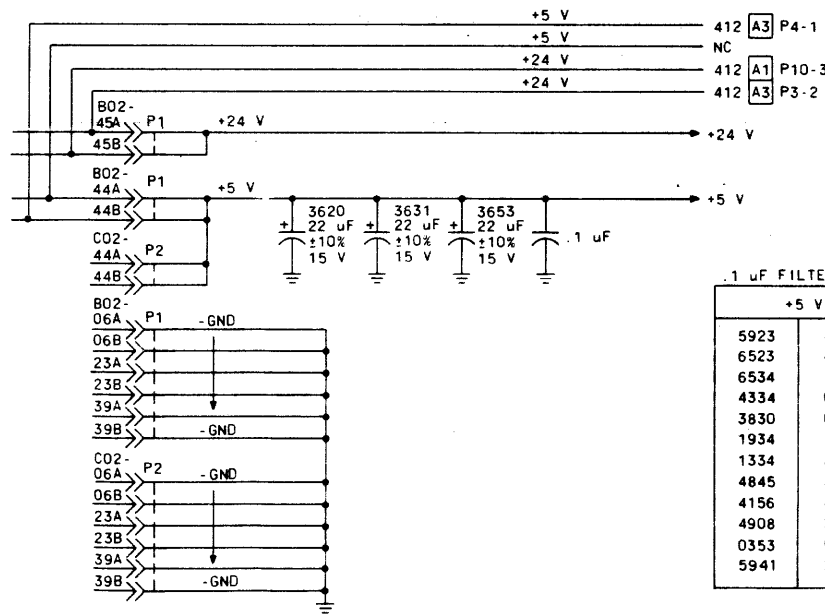 +5 V
412 A3 P4-1
+5 V
NC
+24 V
412 A1 P10-3
+24 V
412 A3 P3-2
B02-
45A P1 +24 V
+24 V
45B
B02-
44A P1 +5 V
+5 V
44B
C02-
44A P2
44B
+ 3620
22 uF
±10%
15 V
+ 3631
22 uF
±10%
15 V
+ 3653
22 uF
±10%
15 V
.1 uF
B02-
06A P1 -GND
06B
23A
23B
39A
39B -GND
C02-
06A P2 -GND
06B
23A
23B
39A
39B -GND
.1 uF FILTE
+5 V
5923
6523
6534
4334
3830
1934
1334
4845
4156
4908
0353
5941